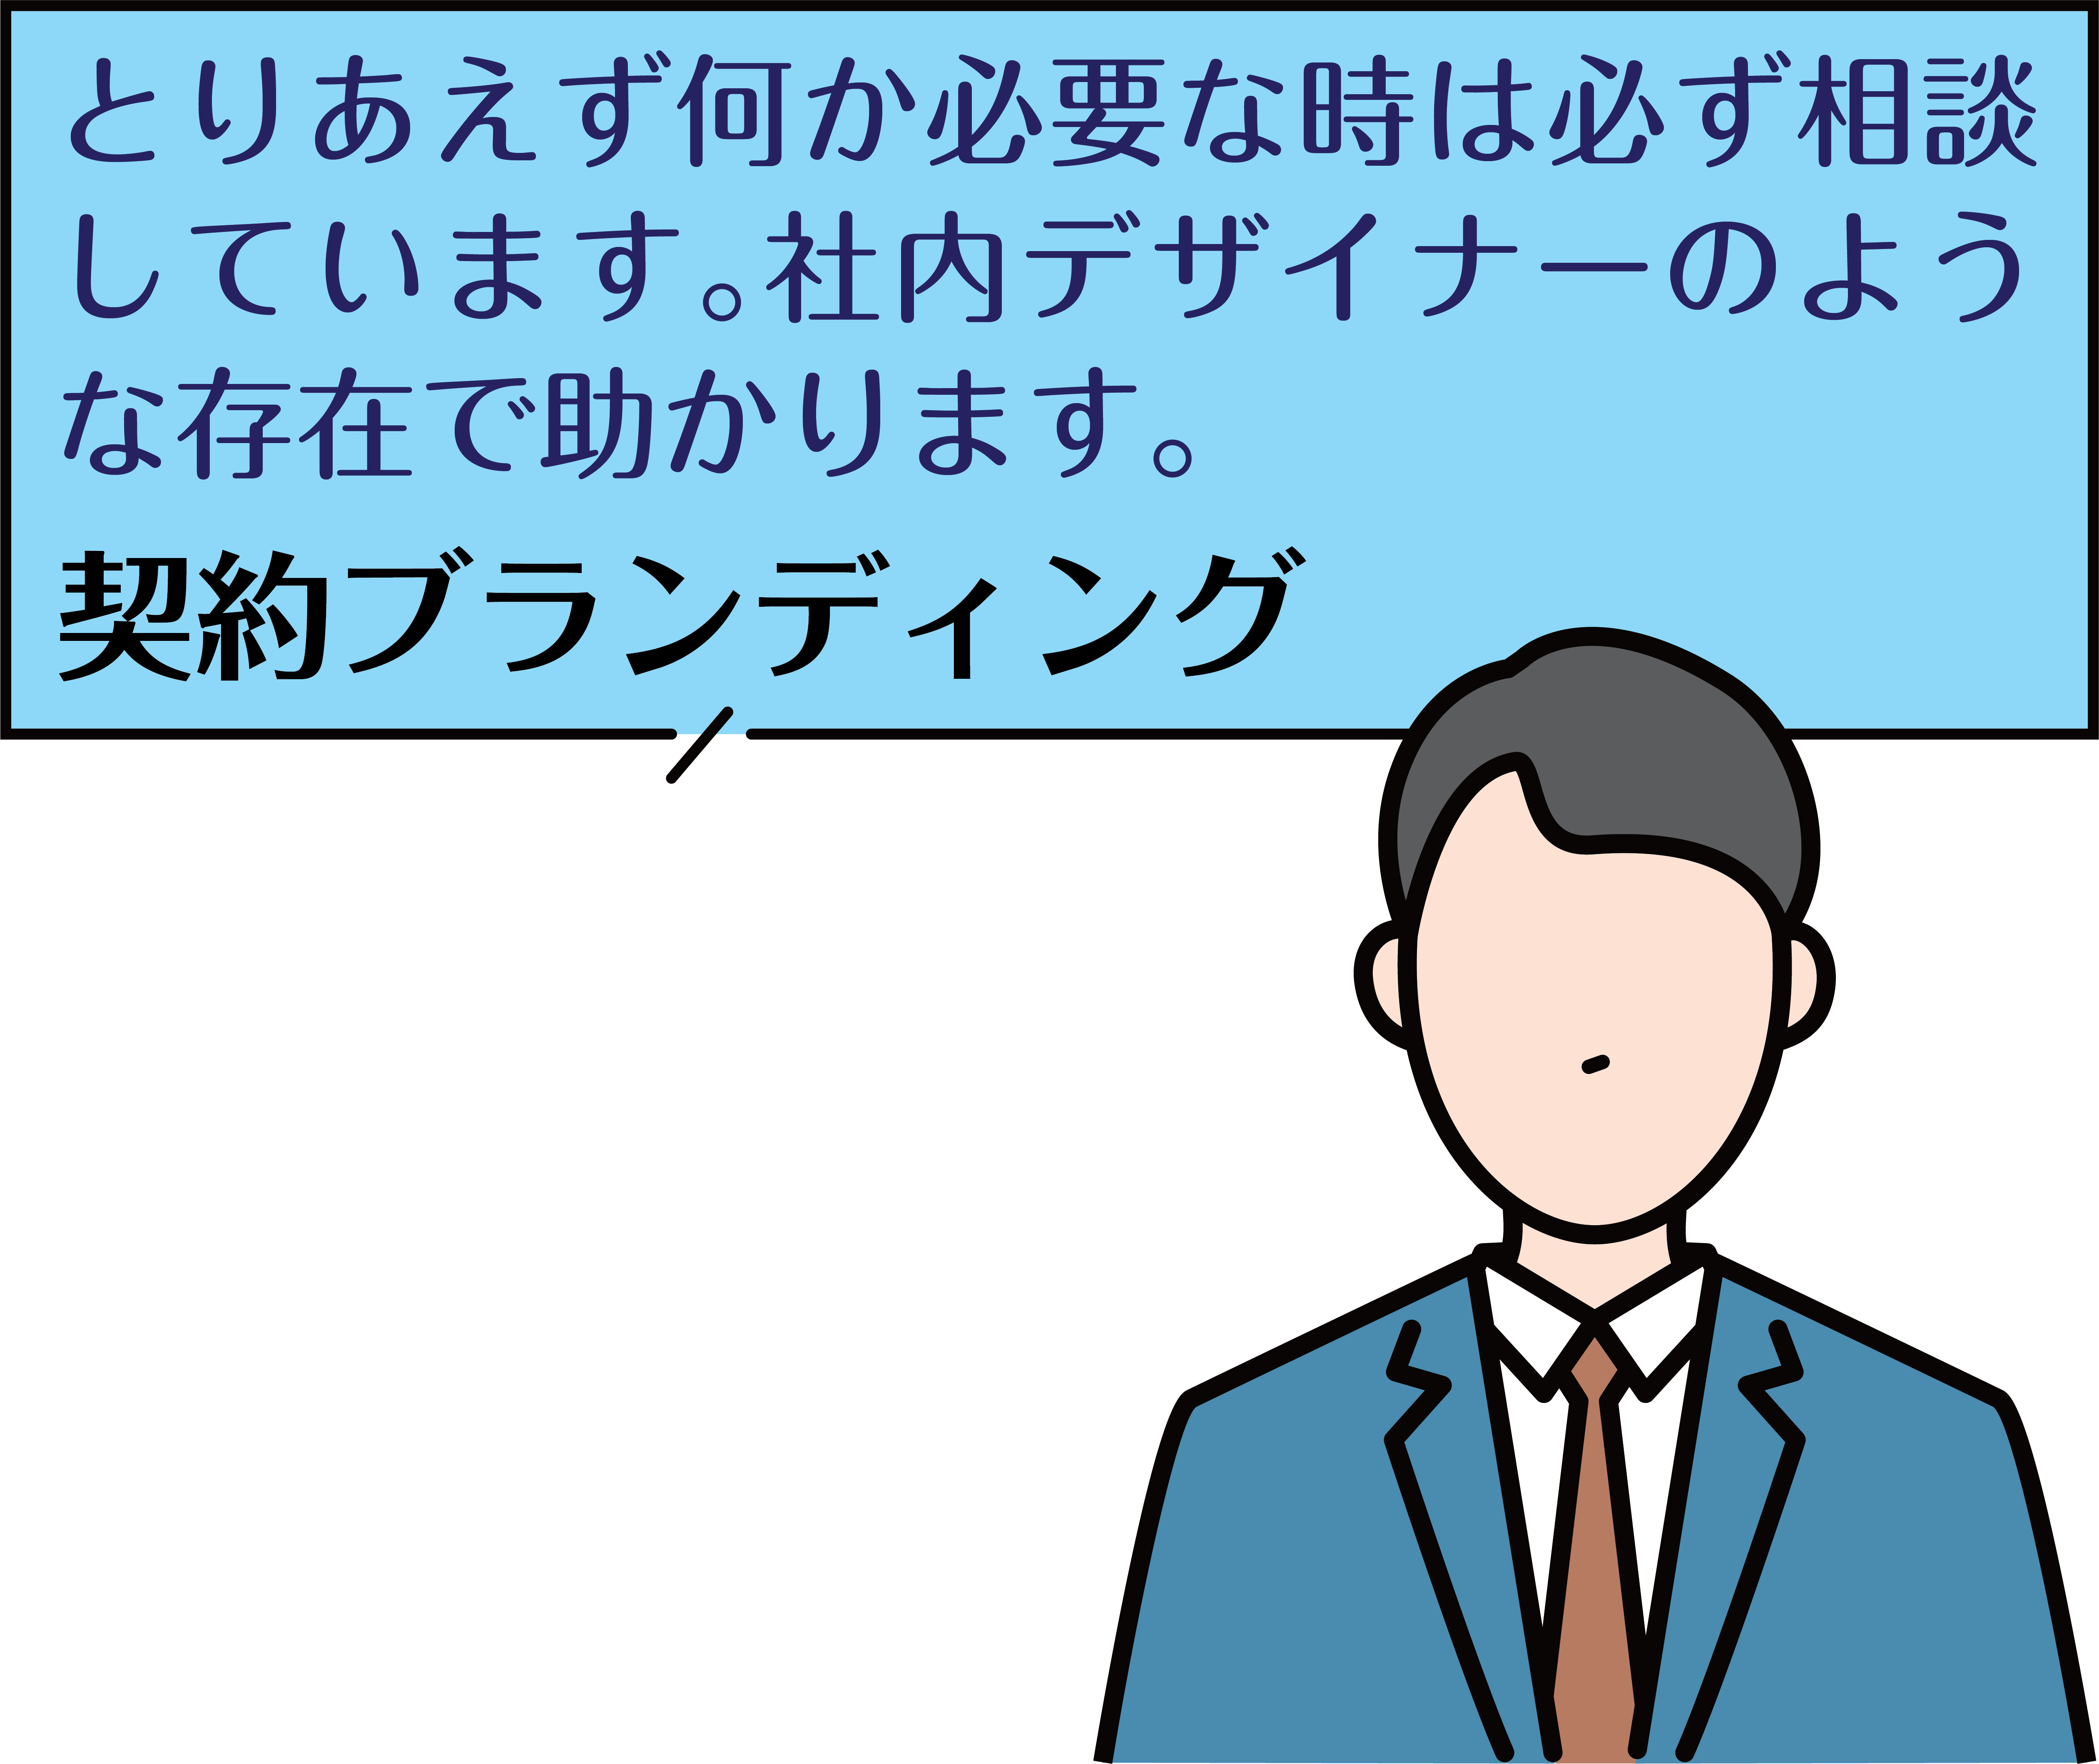 とりあえず何か必要な時は必ず相談
しています。社内デザイナーのよう
な存在で助かります。
契約ブランディング